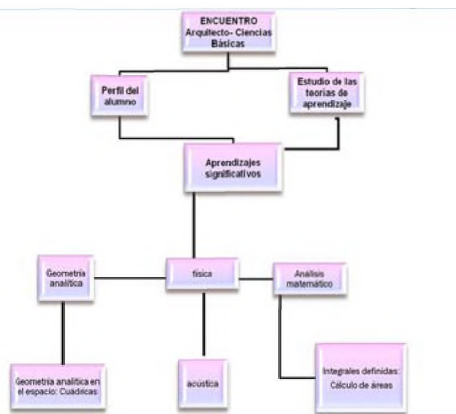 ENCUENTRO
Arquitecto- Ciencias
Básicas
Perfil del
alumno
Estudio de las
teorías de
aprendizaje
Aprendizajes
significativos
Geometría
analítica
física
Análisis
matemático
Geometría analítica en
el espacio: Cuádricas
acústica
Integrales definidas:
Cálculo de áreas